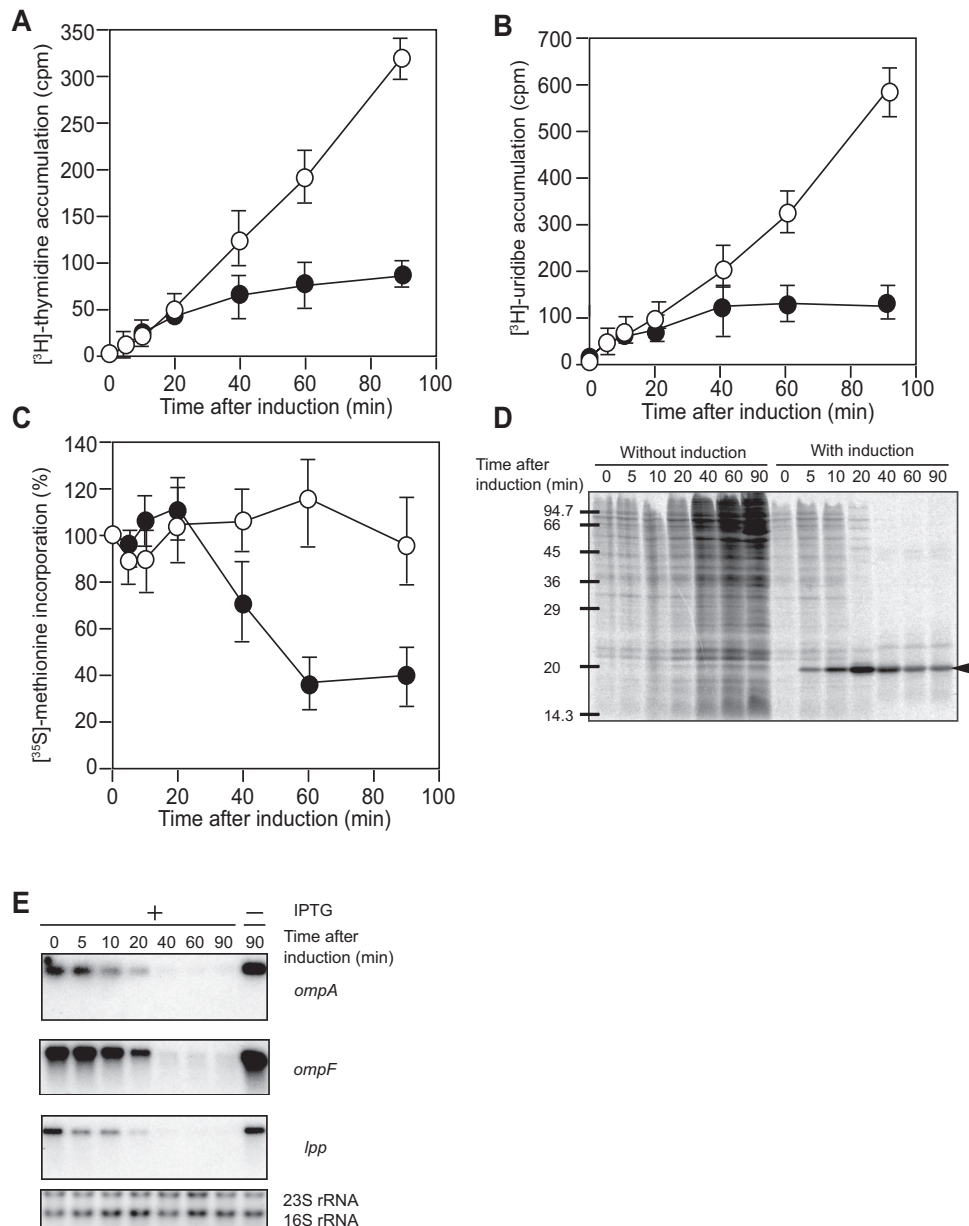 A
[³H]-thymidine accumulation (cpm)
350
300
250
200
150
100
50
0
0 20 40 60 80 100
Time after induction (min)
B
[³H]-uridibe accumulation (cpm)
700
600
500
400
300
200
100
0
0 20 40 60 80 100
Time after induction (min)
C
[³⁵S]-methionine incorporation (%)
140
120
100
80
60
40
20
0
0 20 40 60 80 100
Time after induction (min)
D
Without induction With induction
Time after
induction (min)
0 5 10 20 40 60 90 0 5 10 20 40 60 90
94.7
66
45
36
29
20
14.3
E
+ — IPTG
0 5 10 20 40 60 90 90
Time after
induction (min)
ompA
ompF
lpp
23S rRNA
16S rRNA